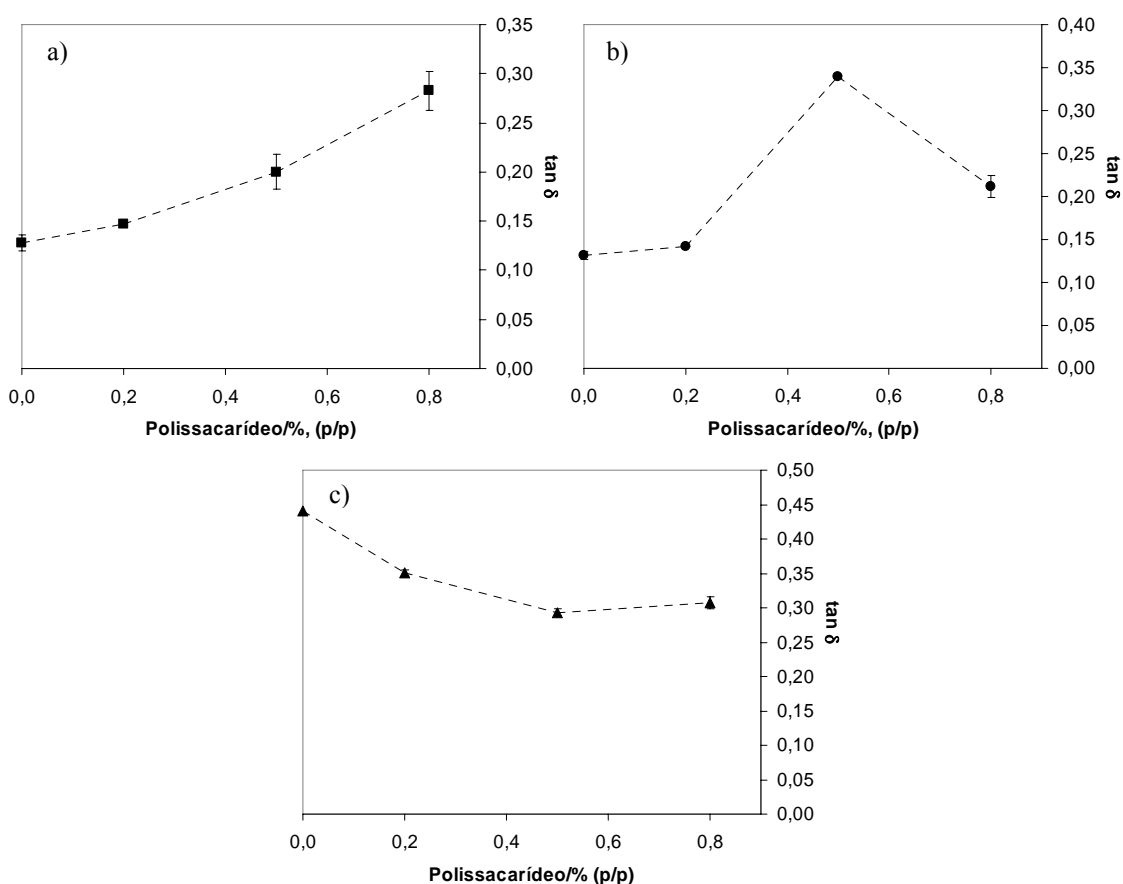 a)
0,35
0,30
0,25
0,20
0,15
0,10
0,05
0,00
tan δ
0,0 0,2 0,4 0,6 0,8
Polissacarídeo/%, (p/p)
b)
0,40
0,35
0,30
0,25
0,20
0,15
0,10
0,05
0,00
tan δ
0,0 0,2 0,4 0,6 0,8
Polissacarídeo/%, (p/p)
c)
0,50
0,45
0,40
0,35
0,30
0,25
0,20
0,15
0,10
0,05
0,00
tan δ
0,0 0,2 0,4 0,6 0,8
Polissacarídeo/% (p/p)